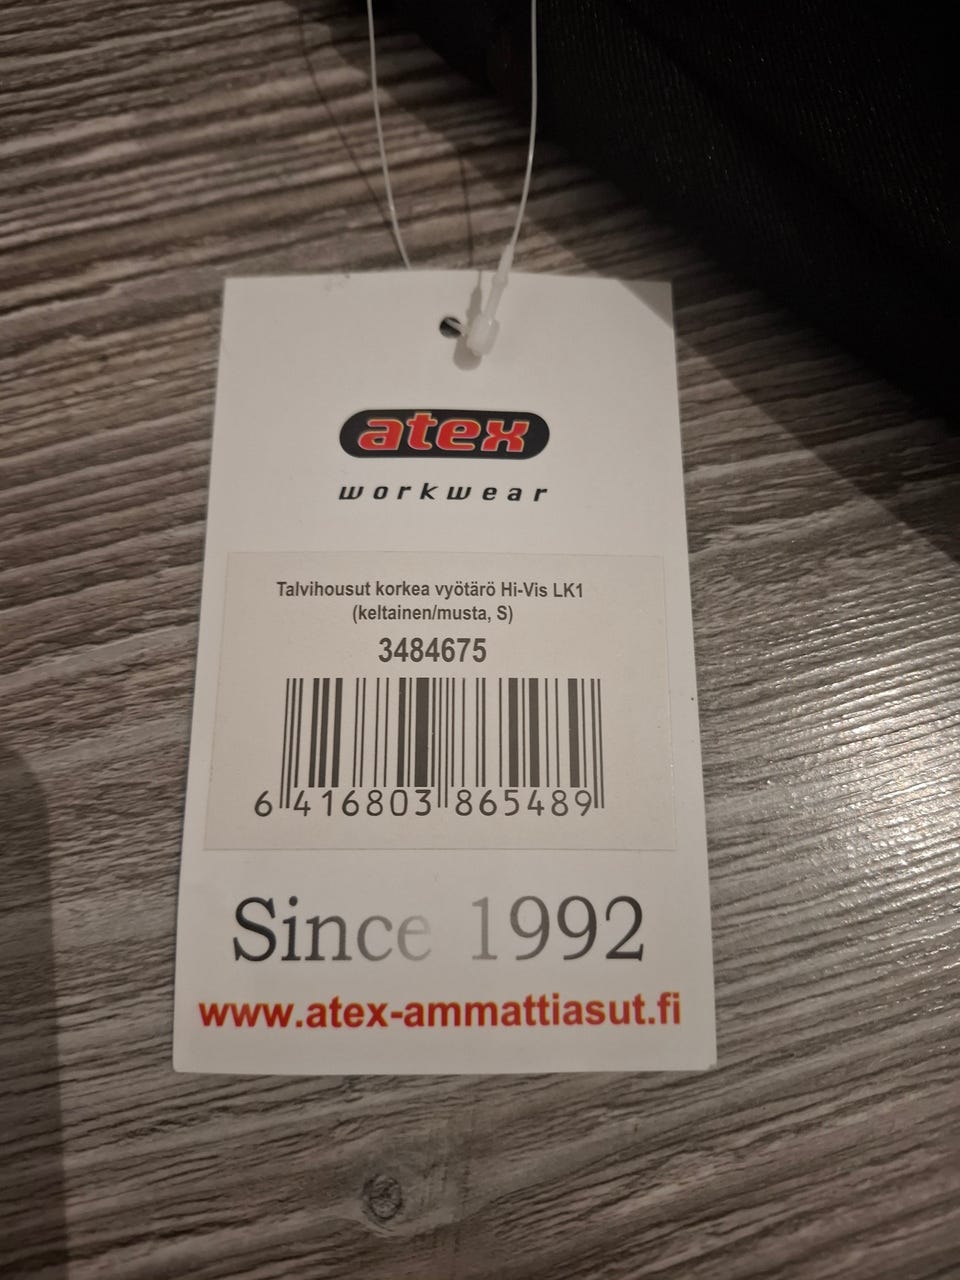 atex
workwear
Talvihousut korkea vyötärö Hi-Vis LK1
(keltainen/musta, S)
3484675
6 416803 865489
Since 1992
www.atex-ammattiasut.fi